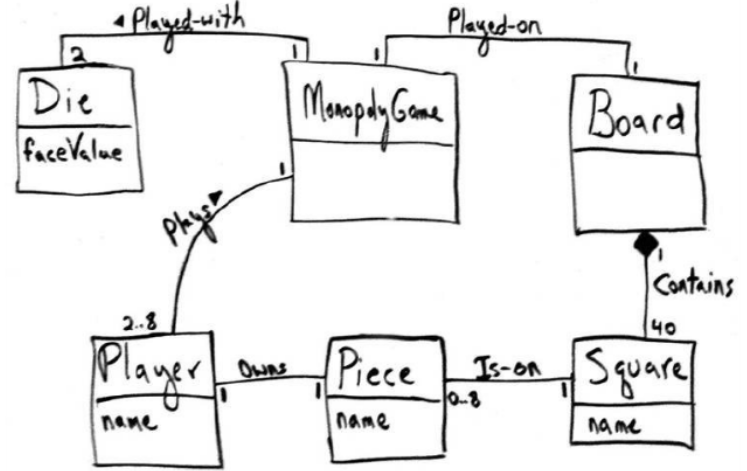 ◄ Played-with
Played-on
2
1
1
1
Die
faceValue
MonopolyGame
Board
1
Plays ►
1
Contains
2..8
40
Player
name
Owns
1
1
Piece
name
Is-on
0..8
1
Square
name